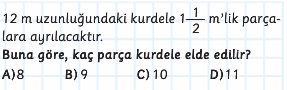 12 m uzunluğundaki kurdele 1 1/2 m'lik parça-
lara ayrılacaktır.
Buna göre, kaç parça kurdele elde edilir?
A) 8 B) 9 C) 10 D) 11